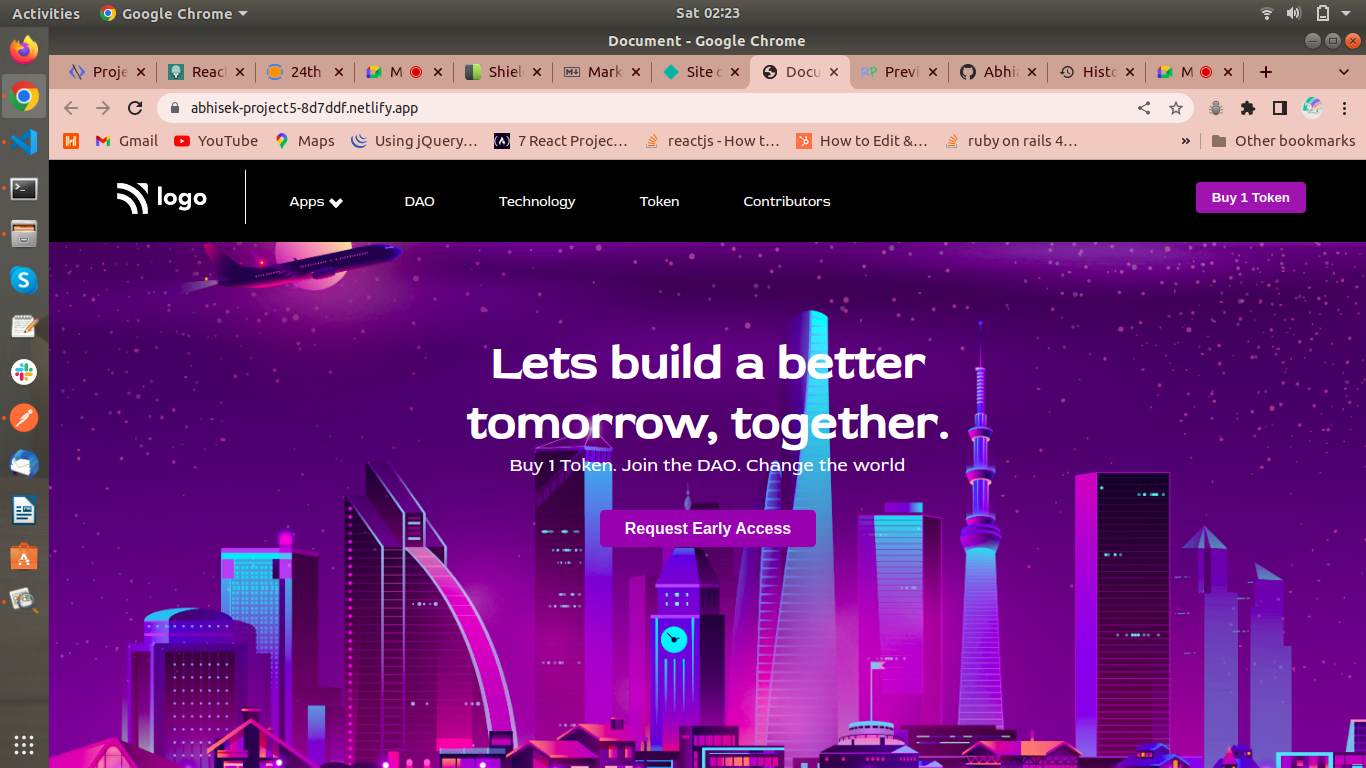 Activities
Google Chrome
Sat 02:23
Document - Google Chrome
Proje
React
24th
M
Shiel
Mark
Site o
Docu
RP Previ
Abhia
Histo
M
abhisek-project5-8d7ddf.netlify.app
Gmail
YouTube
Maps
Using jQuery…
7 React Projec…
reactjs - How t…
How to Edit &…
ruby on rails 4…
»
Other bookmarks
logo
Apps
DAO
Technology
Token
Contributors
Buy 1 Token
Lets build a better
tomorrow, together.
Buy 1 Token. Join the DAO. Change the world
Request Early Access